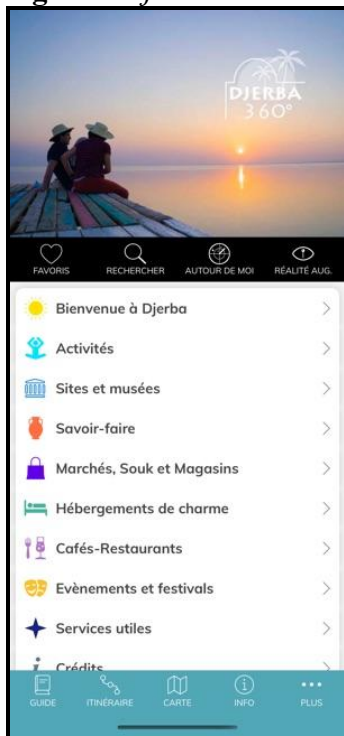 DJERBA
360°
FAVORIS RECHERCHER AUTOUR DE MOI RÉALITÉ AUG.
Bienvenue à Djerba
Activités
Sites et musées
Savoir-faire
Marchés, Souk et Magasins
Hébergements de charme
Cafés-Restaurants
Evènements et festivals
Services utiles
Crédits
GUIDE ITINÉRAIRE CARTE INFO PLUS